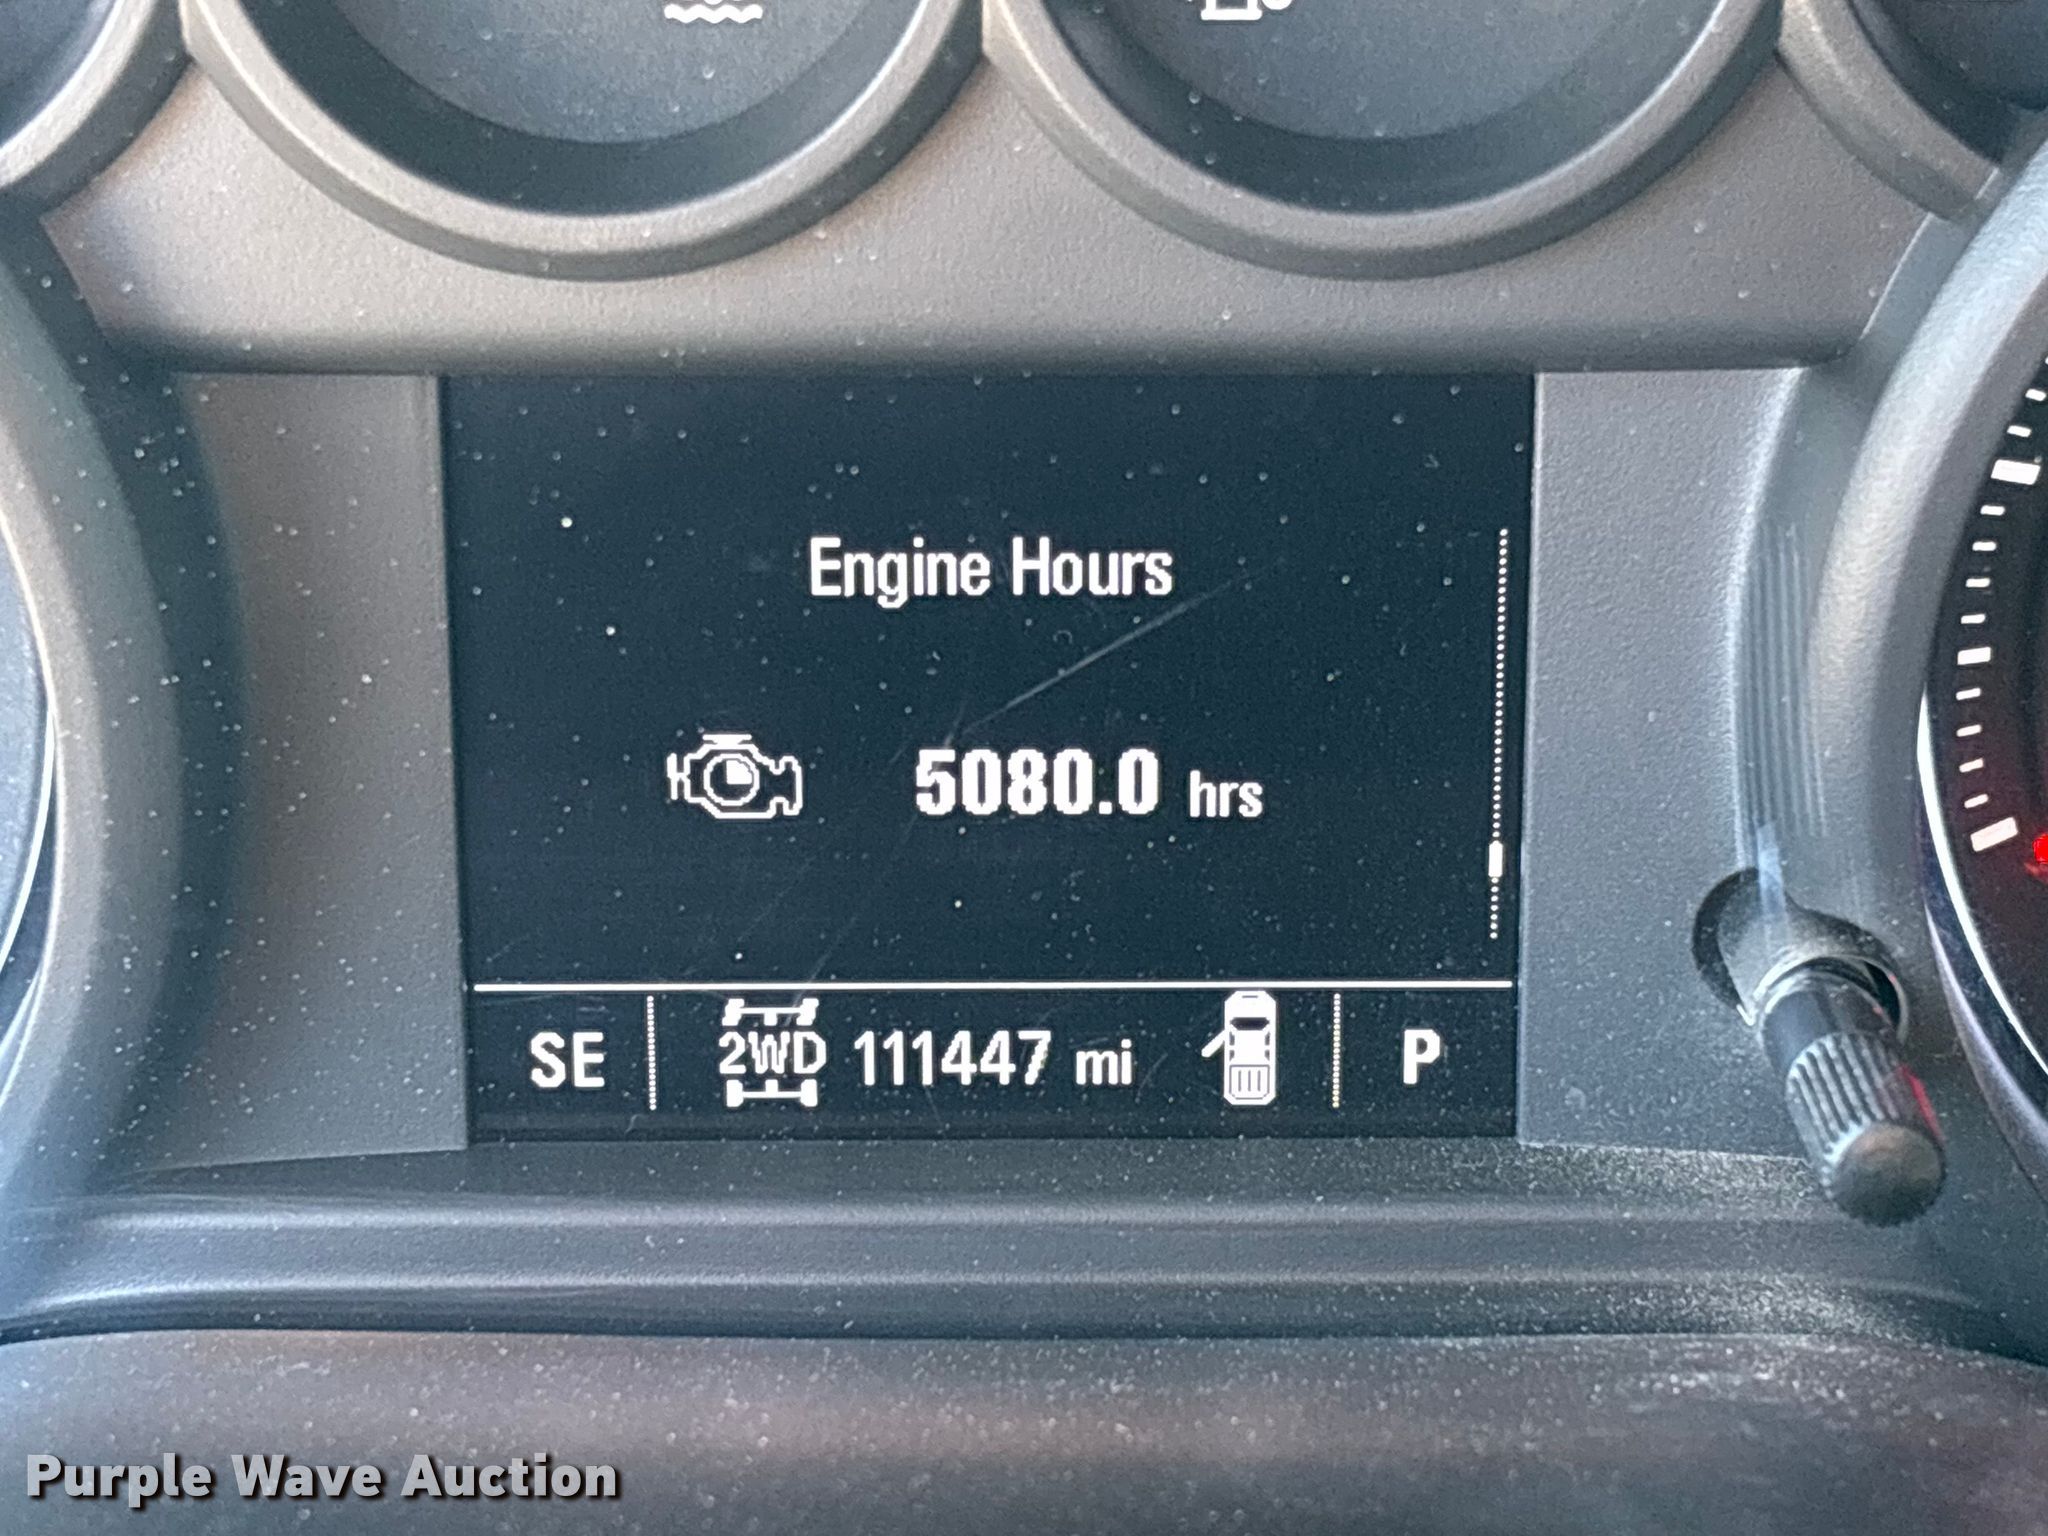 Engine Hours
5080.0 hrs
SE 2WD 111447 mi P
Purple Wave Auction